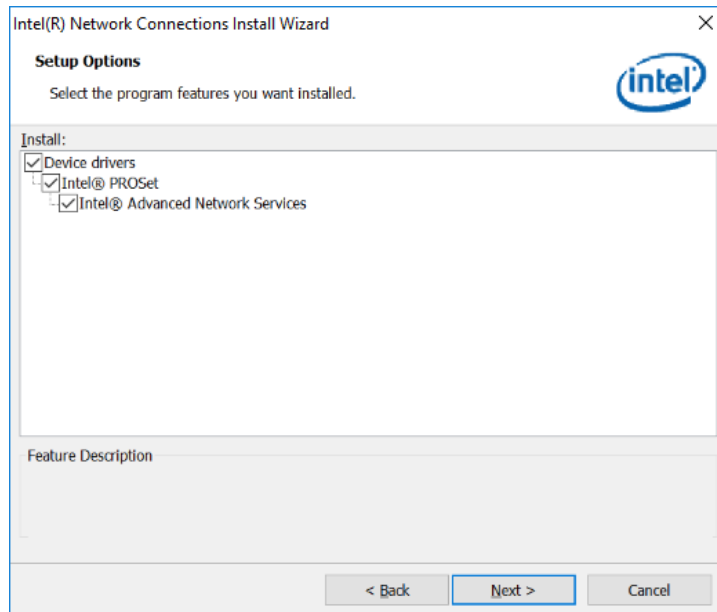 Intel(R) Network Connections Install Wizard
Setup Options
Select the program features you want installed.
intel
Install:
Device drivers
Intel® PROSet
Intel® Advanced Network Services
Feature Description
< Back
Next >
Cancel